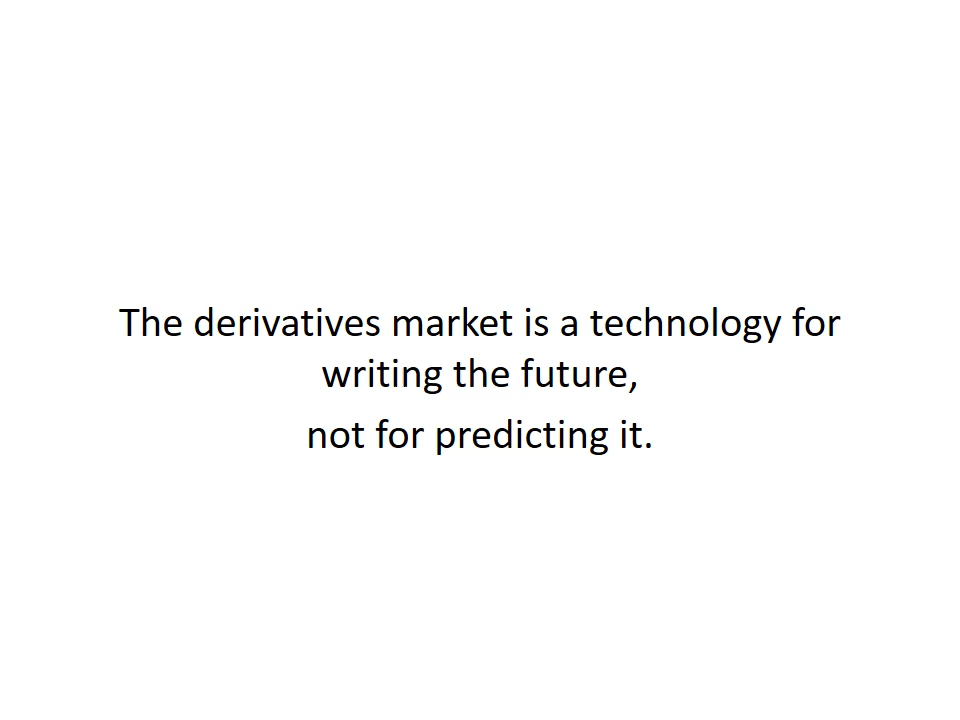 The derivatives market is a technology for
writing the future,
not for predicting it.